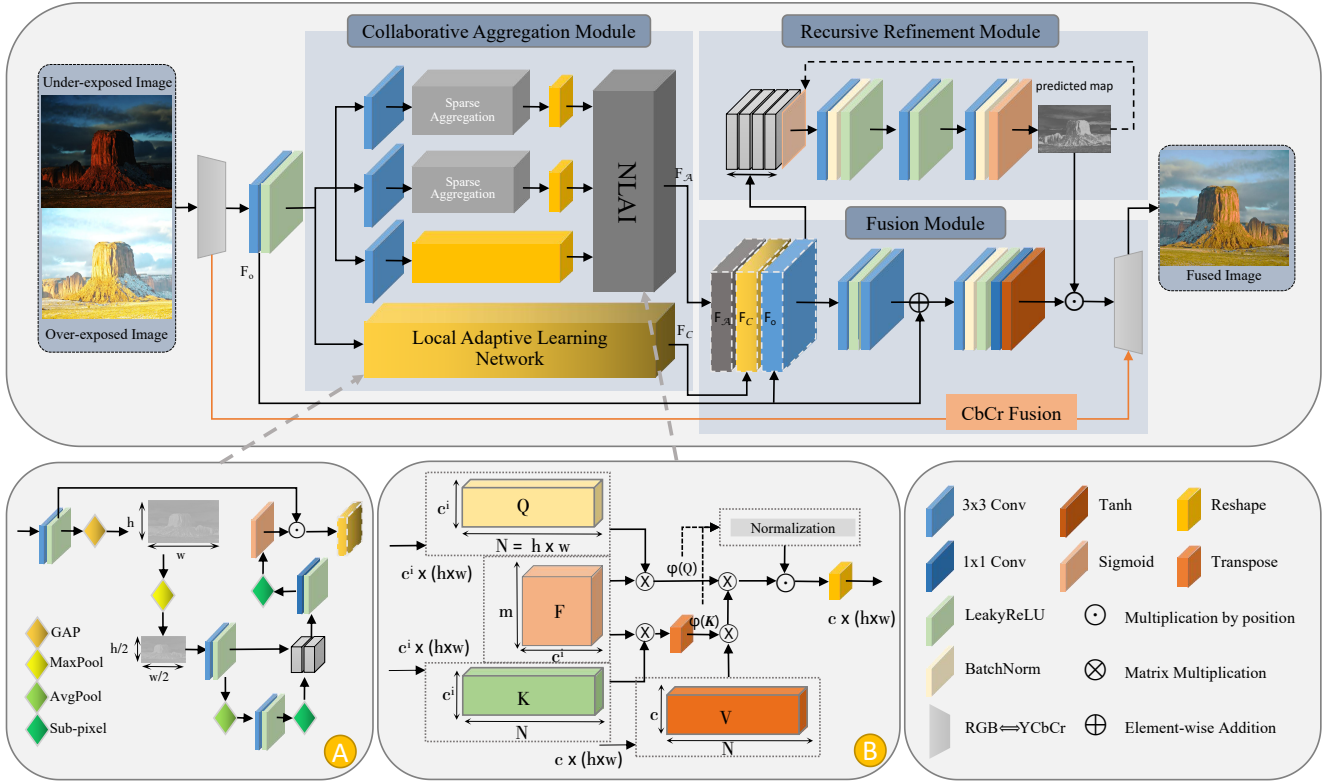 Collaborative Aggregation Module
Recursive Refinement Module
Under-exposed Image
Over-exposed Image
Fₒ
Sparse
Aggregation
Sparse
Aggregation
NLAI
Local Adaptive Learning
Network
F𝒜
F𝐶
predicted map
Fusion Module
F𝒜
F𝐶
Fₒ
CbCr Fusion
Fused Image
h
w
h/2
w/2
GAP
MaxPool
AvgPool
Sub-pixel
A
cⁱ
Q
N = h x w
cⁱ x (hxw)
m
F
cⁱ
cⁱ x (hxw)
cⁱ
K
N
c x (hxw)
c
V
N
φ(Q)
φ(K)
Normalization
c x (hxw)
B
3x3 Conv
Tanh
Reshape
1x1 Conv
Sigmoid
Transpose
LeakyReLU
Multiplication by position
BatchNorm
Matrix Multiplication
RGB⟺YCbCr
Element-wise Addition